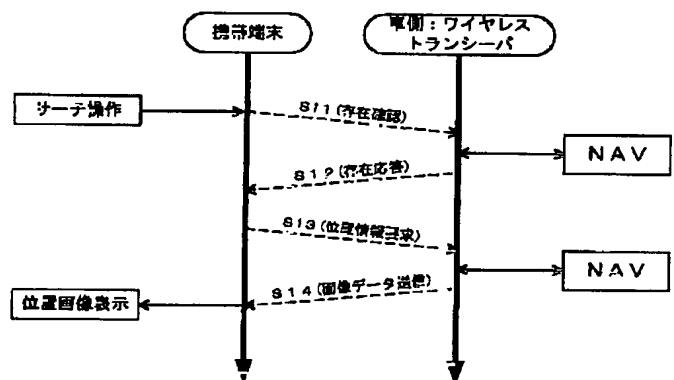 携帯端末
車側：ワイヤレス
トランシーバ
サーチ操作
S11(存在確認)
NAV
S12(存在応答)
S13(位置情報要求)
NAV
S14(画像データ送信)
位置画像表示